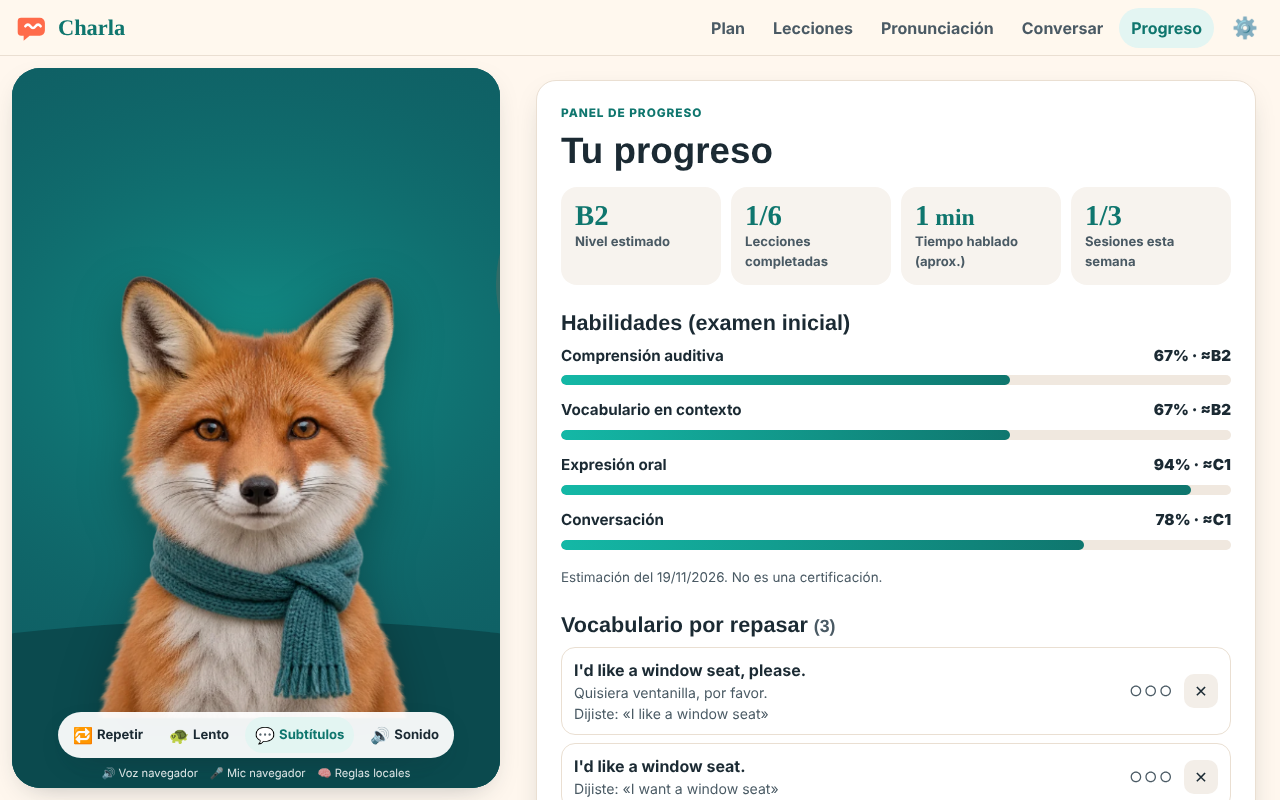 Charla
Plan
Lecciones
Pronunciación
Conversar
Progreso
PANEL DE PROGRESO
Tu progreso
B2
Nivel estimado
1/6
Lecciones
completadas
1 min
Tiempo hablado
(aprox.)
1/3
Sesiones esta
semana
Habilidades (examen inicial)
Comprensión auditiva
67% · ≈B2
Vocabulario en contexto
67% · ≈B2
Expresión oral
94% · ≈C1
Conversación
78% · ≈C1
Estimación del 19/11/2026. No es una certificación.
Vocabulario por repasar (3)
I'd like a window seat, please.
Quisiera ventanilla, por favor.
Dijiste: «I like a window seat»
I'd like a window seat.
Dijiste: «I want a window seat»
Repetir
Lento
Subtítulos
Sonido
Voz navegador
Mic navegador
Reglas locales